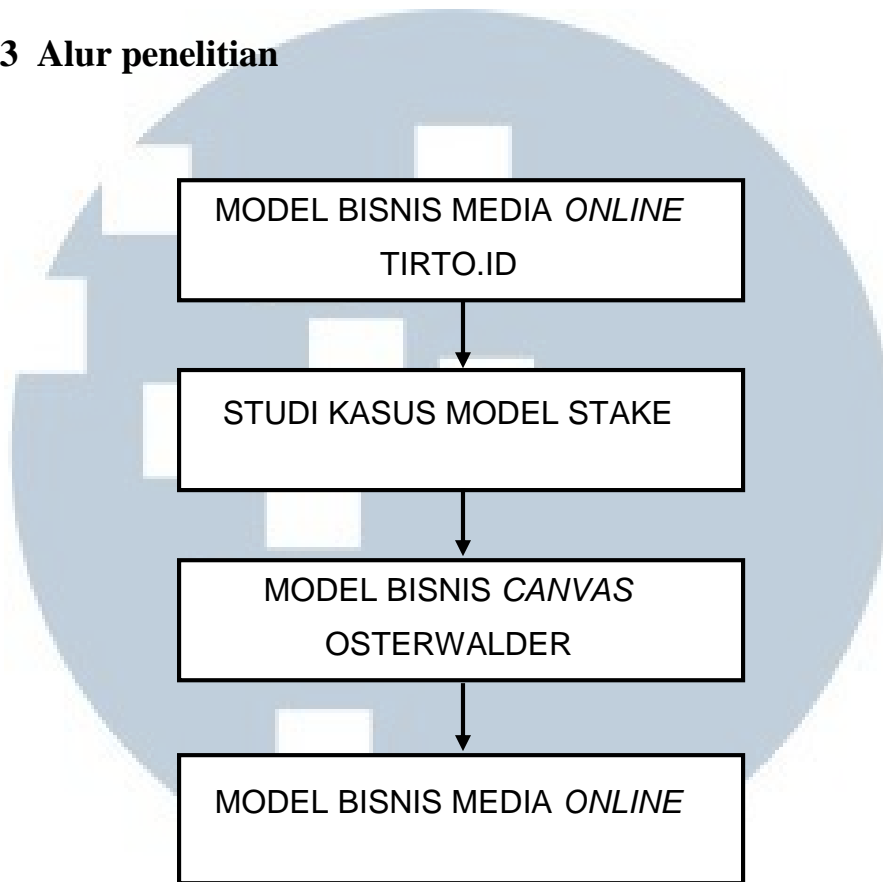 3 Alur penelitian
MODEL BISNIS MEDIA ONLINE
TIRTO.ID
STUDI KASUS MODEL STAKE
MODEL BISNIS CANVAS
OSTERWALDER
MODEL BISNIS MEDIA ONLINE